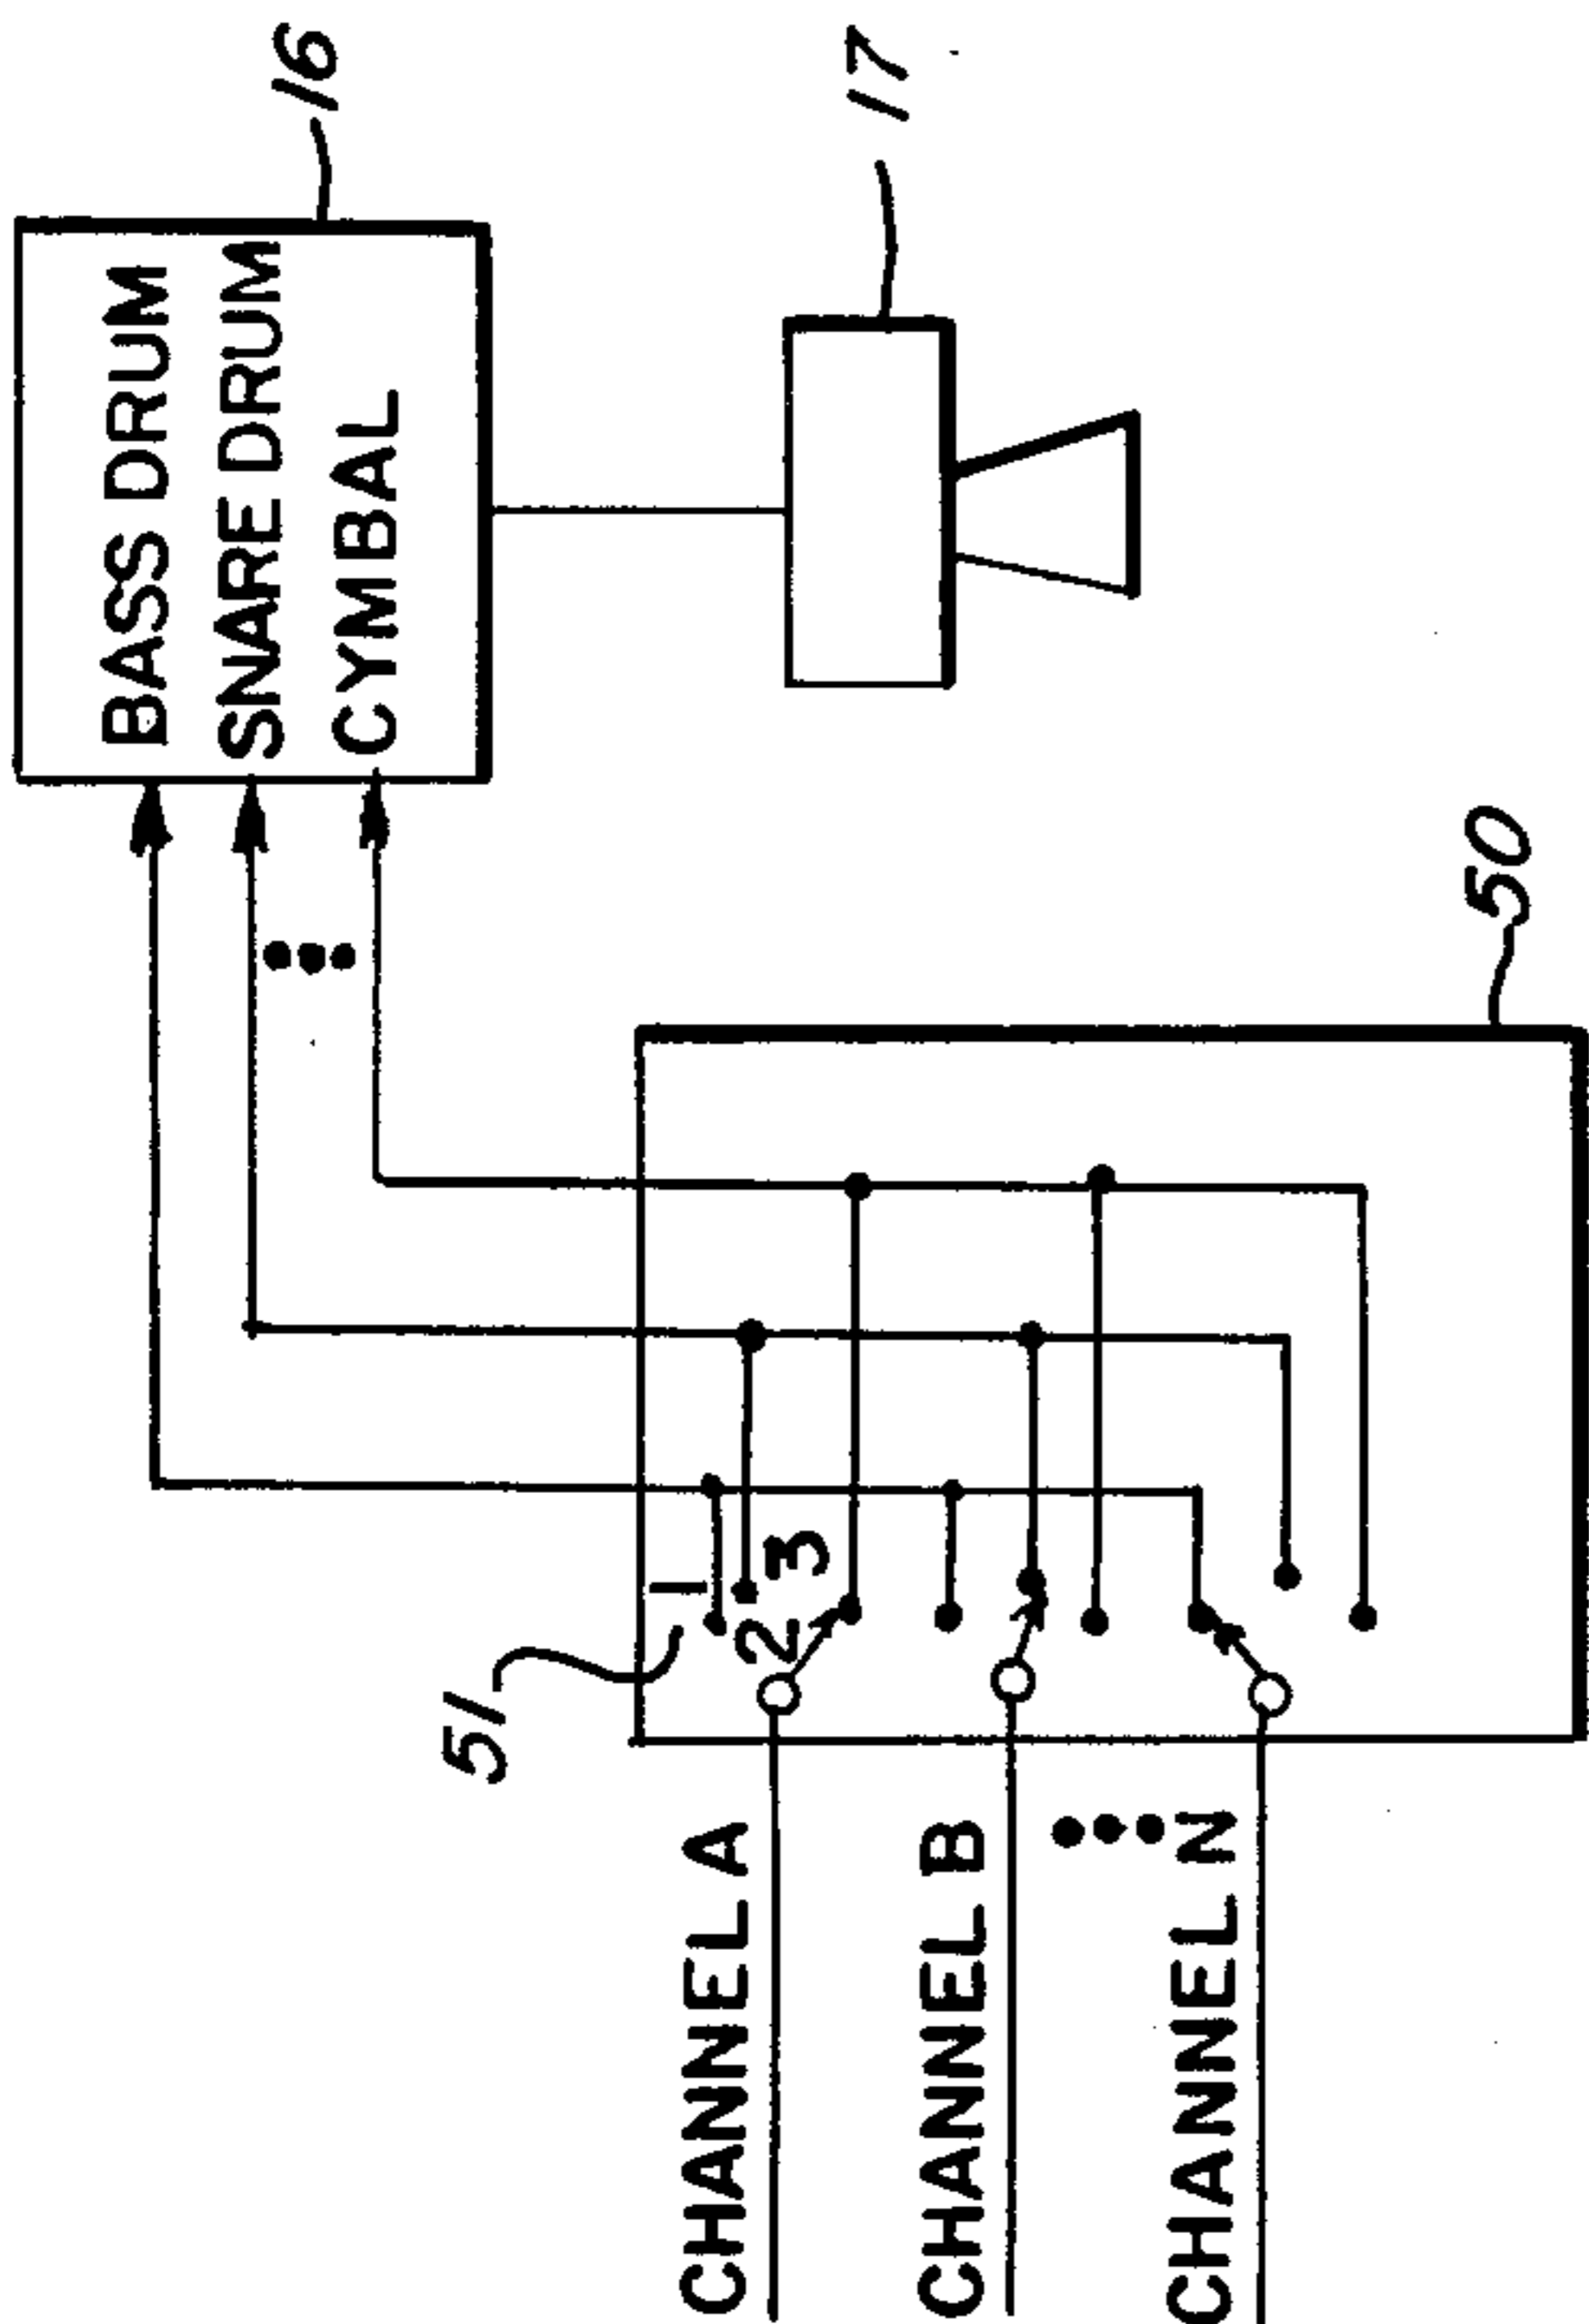 16
BASS DRUM
SNARE DRUM
CYMBAL
17
50
51
1
2
3
CHANNEL A
CHANNEL B
CHANNEL N